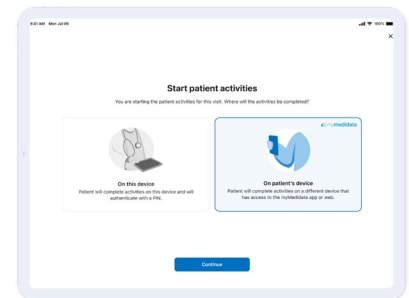 9:41 AM Mon Jul 09
100%
Start patient activities
You are starting the patient activities for this visit. Where will the activities be completed?
mymedidata
On this device
Patient will complete activities on this device and will
authenticate with a PIN.
On patient's device
Patient will complete activities on a different device that
has access to the myMedidata app or web.
Continue